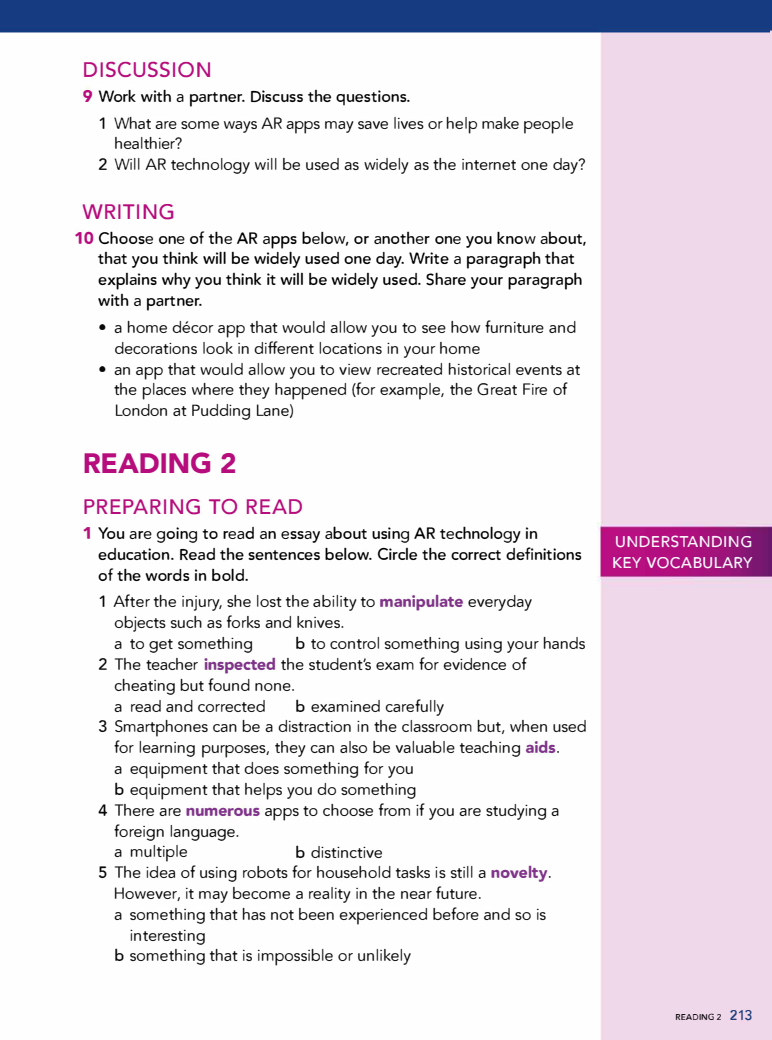 DISCUSSION
9 Work with a partner. Discuss the questions.
1 What are some ways AR apps may save lives or help make people
healthier?
2 Will AR technology will be used as widely as the internet one day?
WRITING
10 Choose one of the AR apps below, or another one you know about,
that you think will be widely used one day. Write a paragraph that
explains why you think it will be widely used. Share your paragraph
with a partner.
• a home décor app that would allow you to see how furniture and
decorations look in different locations in your home
• an app that would allow you to view recreated historical events at
the places where they happened (for example, the Great Fire of
London at Pudding Lane)
READING 2
PREPARING TO READ
1 You are going to read an essay about using AR technology in
education. Read the sentences below. Circle the correct definitions
of the words in bold.
UNDERSTANDING
KEY VOCABULARY
1 After the injury, she lost the ability to manipulate everyday
objects such as forks and knives.
a to get something b to control something using your hands
2 The teacher inspected the student's exam for evidence of
cheating but found none.
a read and corrected b examined carefully
3 Smartphones can be a distraction in the classroom but, when used
for learning purposes, they can also be valuable teaching aids.
a equipment that does something for you
b equipment that helps you do something
4 There are numerous apps to choose from if you are studying a
foreign language.
a multiple b distinctive
5 The idea of using robots for household tasks is still a novelty.
However, it may become a reality in the near future.
a something that has not been experienced before and so is
interesting
b something that is impossible or unlikely
READING 2 213